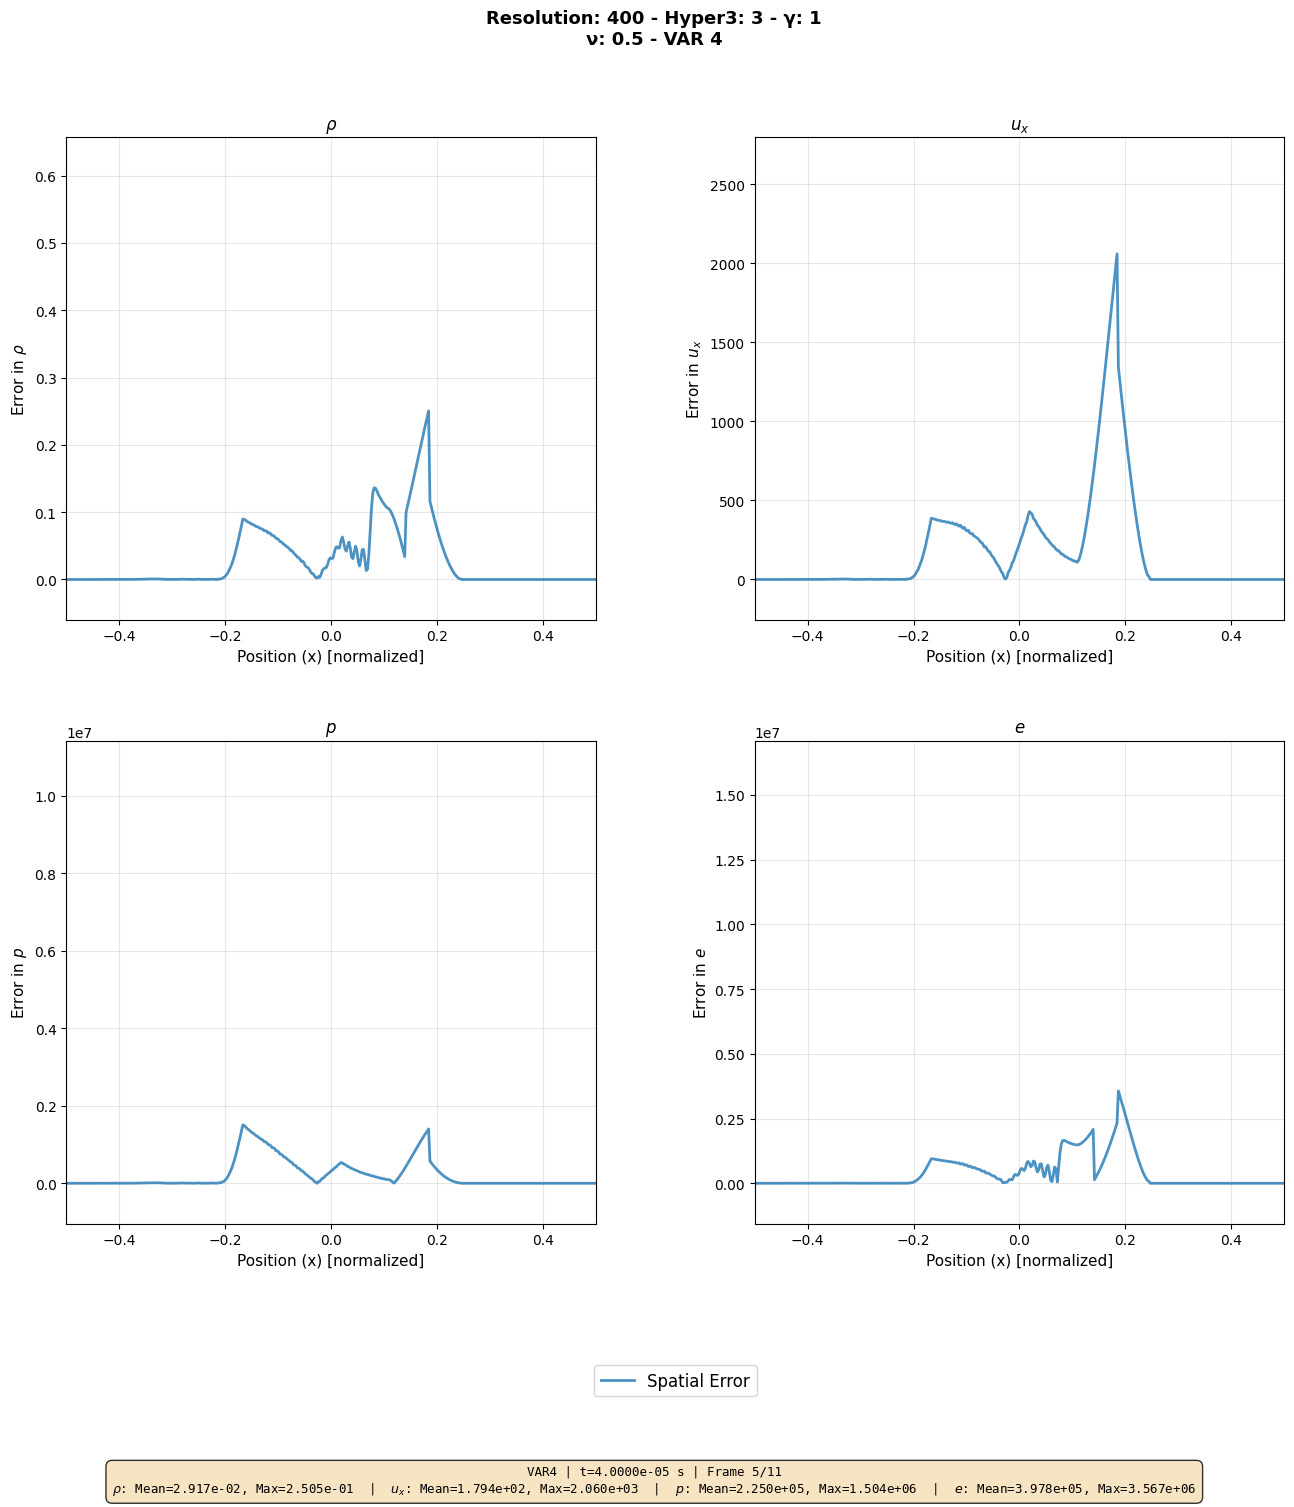 Resolution: 400 - Hyper3: 3 - γ: 1
ν: 0.5 - VAR 4
ρ
0.6
0.5
0.4
0.3
0.2
0.1
0.0
Error in ρ
−0.4 −0.2 0.0 0.2 0.4
Position (x) [normalized]
u_x
2500
2000
1500
1000
500
0
Error in u_x
−0.4 −0.2 0.0 0.2 0.4
Position (x) [normalized]
p
1e7
1.0
0.8
0.6
0.4
0.2
0.0
Error in p
−0.4 −0.2 0.0 0.2 0.4
Position (x) [normalized]
e
1e7
1.50
1.25
1.00
0.75
0.50
0.25
0.00
Error in e
−0.4 −0.2 0.0 0.2 0.4
Position (x) [normalized]
Spatial Error
VAR4 | t=4.0000e-05 s | Frame 5/11
ρ: Mean=2.917e-02, Max=2.505e-01 | u_x: Mean=1.794e+02, Max=2.060e+03 | p: Mean=2.250e+05, Max=1.504e+06 | e: Mean=3.978e+05, Max=3.567e+06